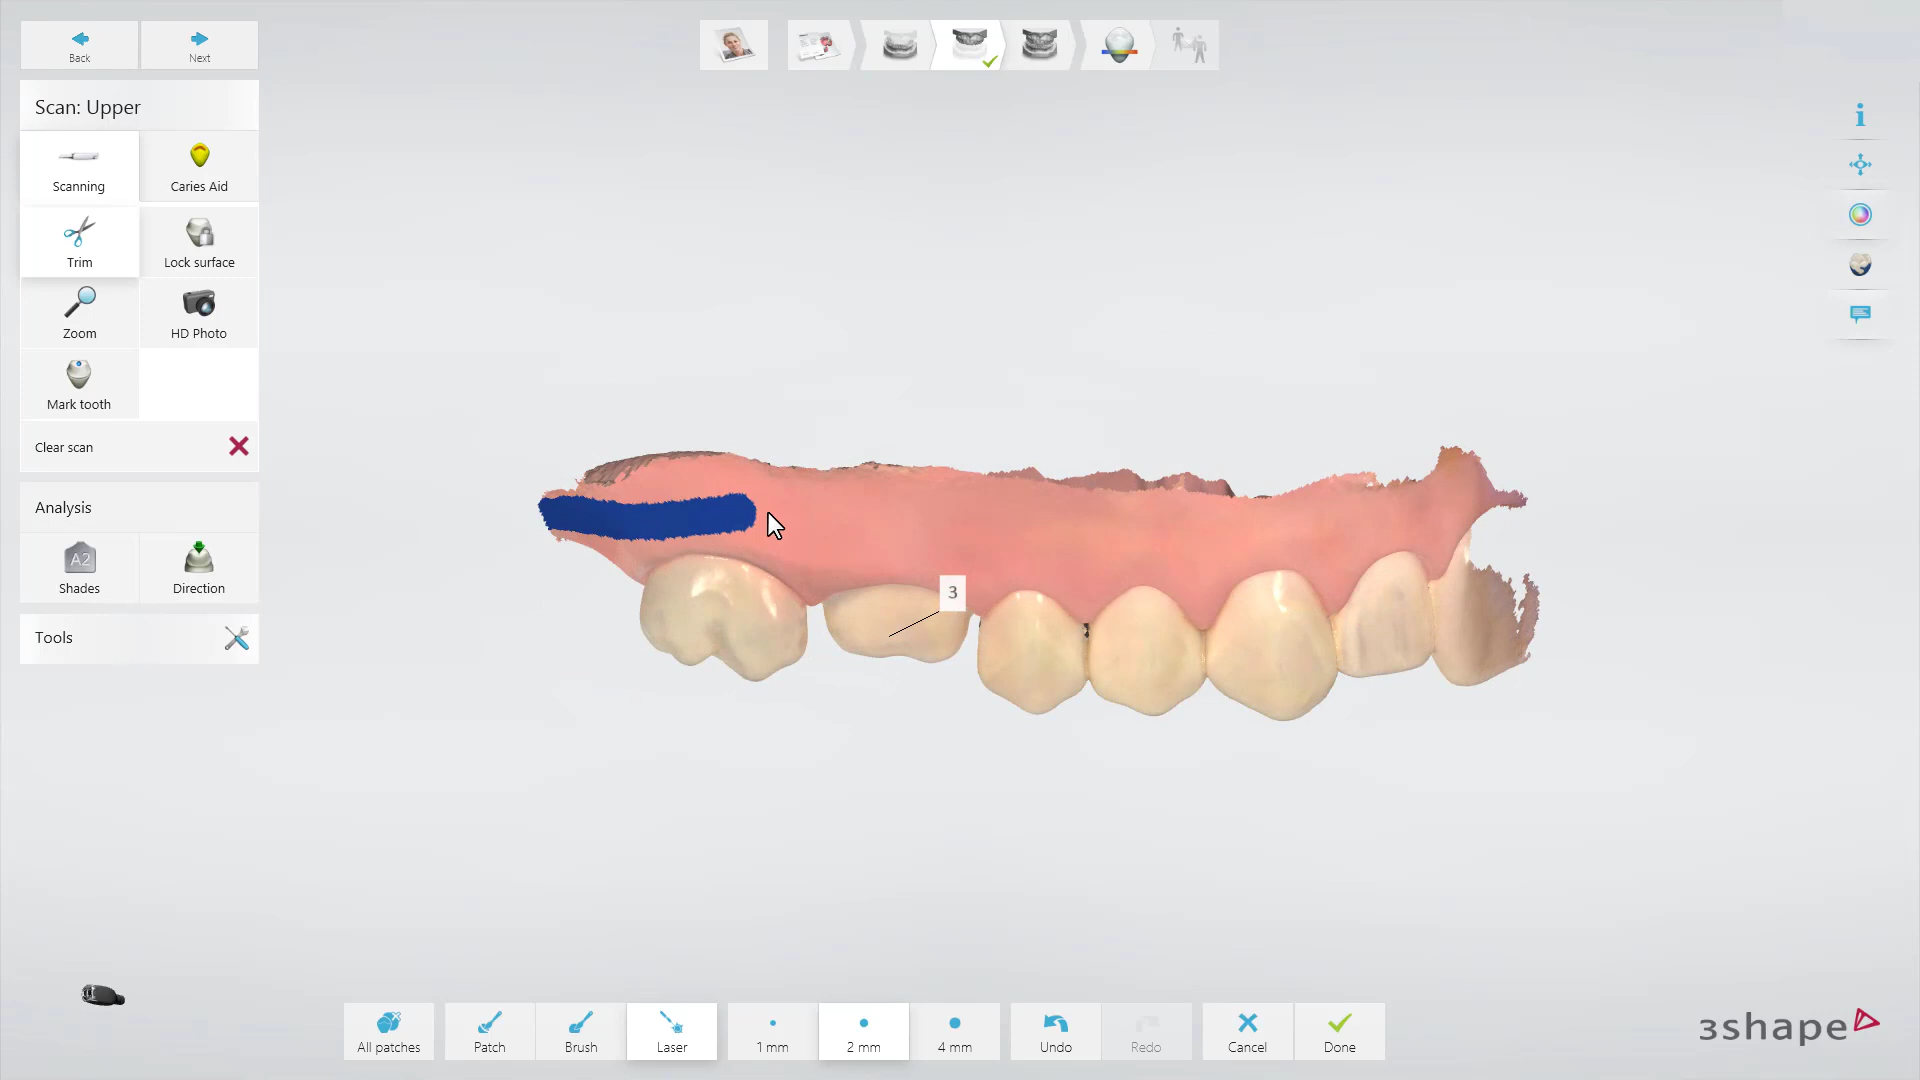 Back
Next
Scan: Upper
Scanning
Caries Aid
Trim
Lock surface
Zoom
HD Photo
Mark tooth
Clear scan
Analysis
A2
Shades
Direction
Tools
i
3
All patches
Patch
Brush
Laser
1 mm
2 mm
4 mm
Undo
Redo
Cancel
Done
3shape